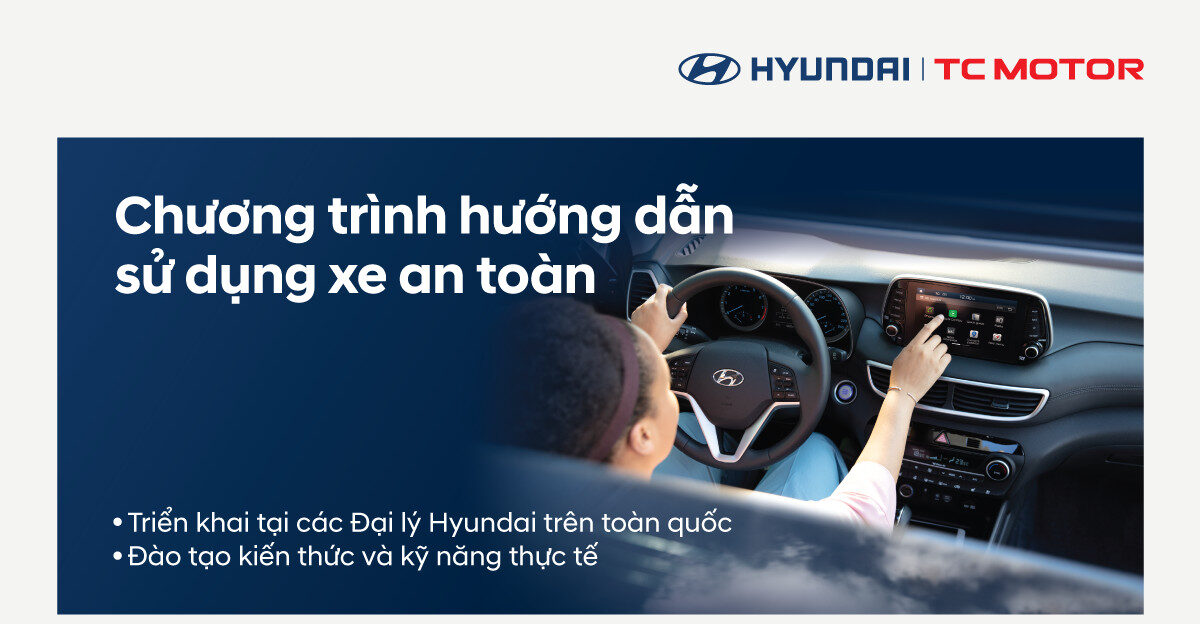 HYUNDAI | TC MOTOR
Chương trình hướng dẫn
sử dụng xe an toàn
• Triển khai tại các Đại lý Hyundai trên toàn quốc
• Đào tạo kiến thức và kỹ năng thực tế